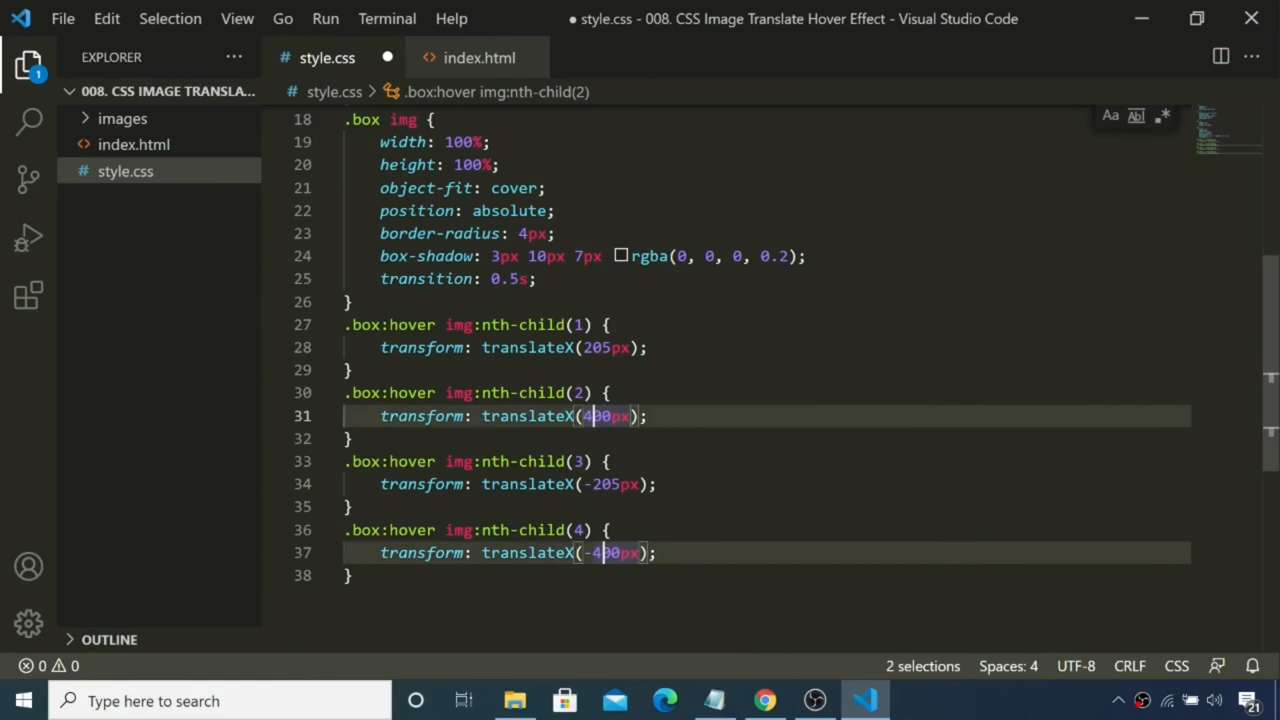 File Edit Selection View Go Run Terminal Help
● style.css - 008. CSS Image Translate Hover Effect - Visual Studio Code
EXPLORER ···
# style.css ●
<> index.html
1
008. CSS IMAGE TRANSLA...
# style.css > .box:hover img:nth-child(2)
images
<> index.html
# style.css
Aa Abl .*
18 .box img {
19 width: 100%;
20 height: 100%;
21 object-fit: cover;
22 position: absolute;
23 border-radius: 4px;
24 box-shadow: 3px 10px 7px rgba(0, 0, 0, 0.2);
25 transition: 0.5s;
26 }
27 .box:hover img:nth-child(1) {
28 transform: translateX(205px);
29 }
30 .box:hover img:nth-child(2) {
31 transform: translateX(400px);
32 }
33 .box:hover img:nth-child(3) {
34 transform: translateX(-205px);
35 }
36 .box:hover img:nth-child(4) {
37 transform: translateX(-400px);
38 }
OUTLINE
0 0 2 selections Spaces: 4 UTF-8 CRLF CSS
Type here to search
21